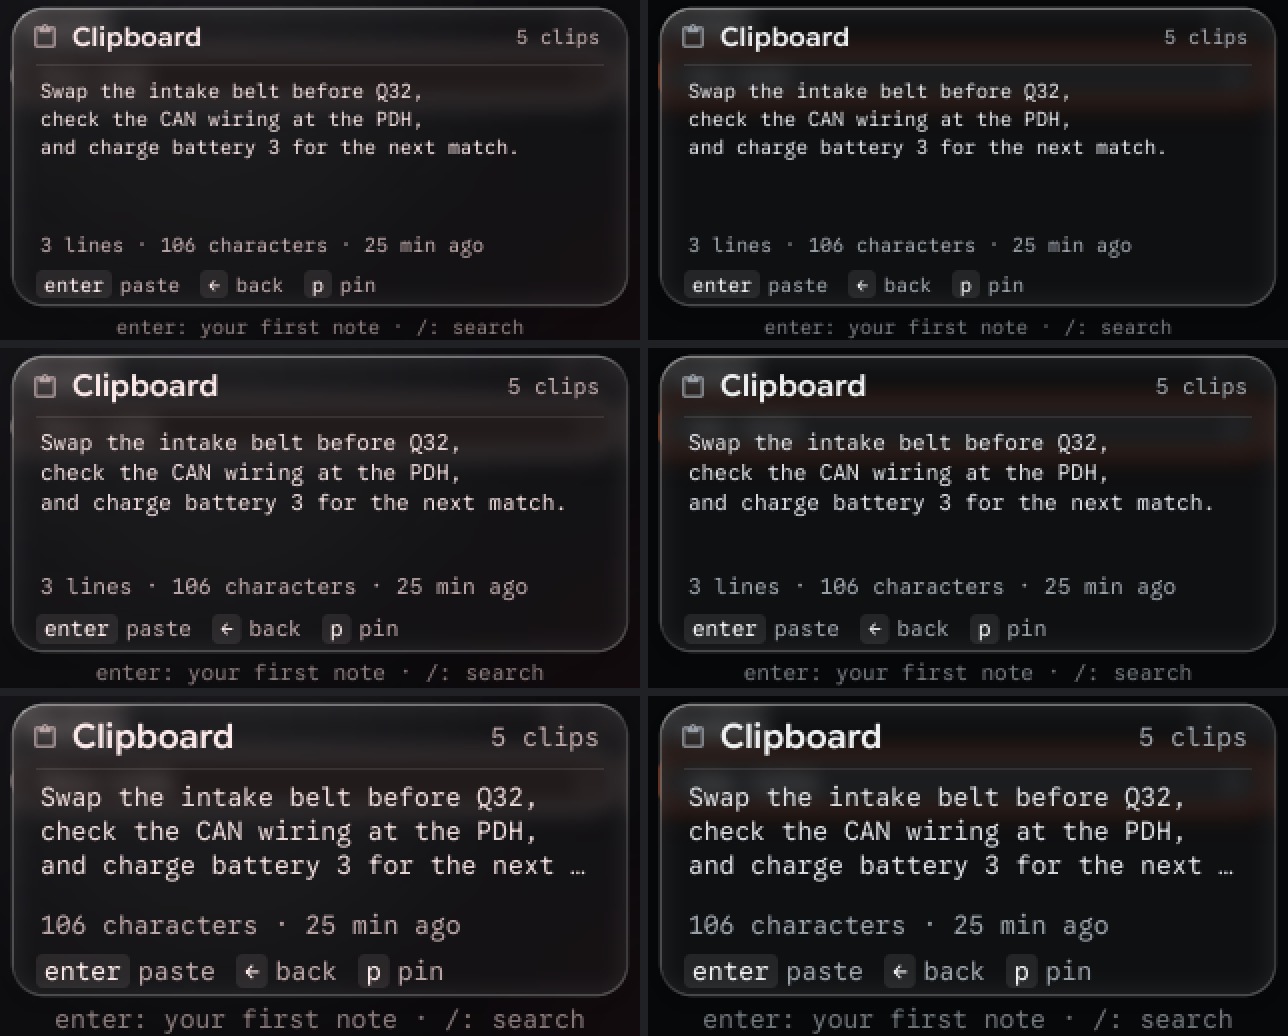 Clipboard 5 clips
Swap the intake belt before Q32,
check the CAN wiring at the PDH,
and charge battery 3 for the next match.
3 lines · 106 characters · 25 min ago
enter paste ← back p pin
enter: your first note · /: search
Clipboard 5 clips
Swap the intake belt before Q32,
check the CAN wiring at the PDH,
and charge battery 3 for the next match.
3 lines · 106 characters · 25 min ago
enter paste ← back p pin
enter: your first note · /: search
Clipboard 5 clips
Swap the intake belt before Q32,
check the CAN wiring at the PDH,
and charge battery 3 for the next match.
3 lines · 106 characters · 25 min ago
enter paste ← back p pin
enter: your first note · /: search
Clipboard 5 clips
Swap the intake belt before Q32,
check the CAN wiring at the PDH,
and charge battery 3 for the next match.
3 lines · 106 characters · 25 min ago
enter paste ← back p pin
enter: your first note · /: search
Clipboard 5 clips
Swap the intake belt before Q32,
check the CAN wiring at the PDH,
and charge battery 3 for the next …
106 characters · 25 min ago
enter paste ← back p pin
enter: your first note · /: search
Clipboard 5 clips
Swap the intake belt before Q32,
check the CAN wiring at the PDH,
and charge battery 3 for the next …
106 characters · 25 min ago
enter paste ← back p pin
enter: your first note · /: search